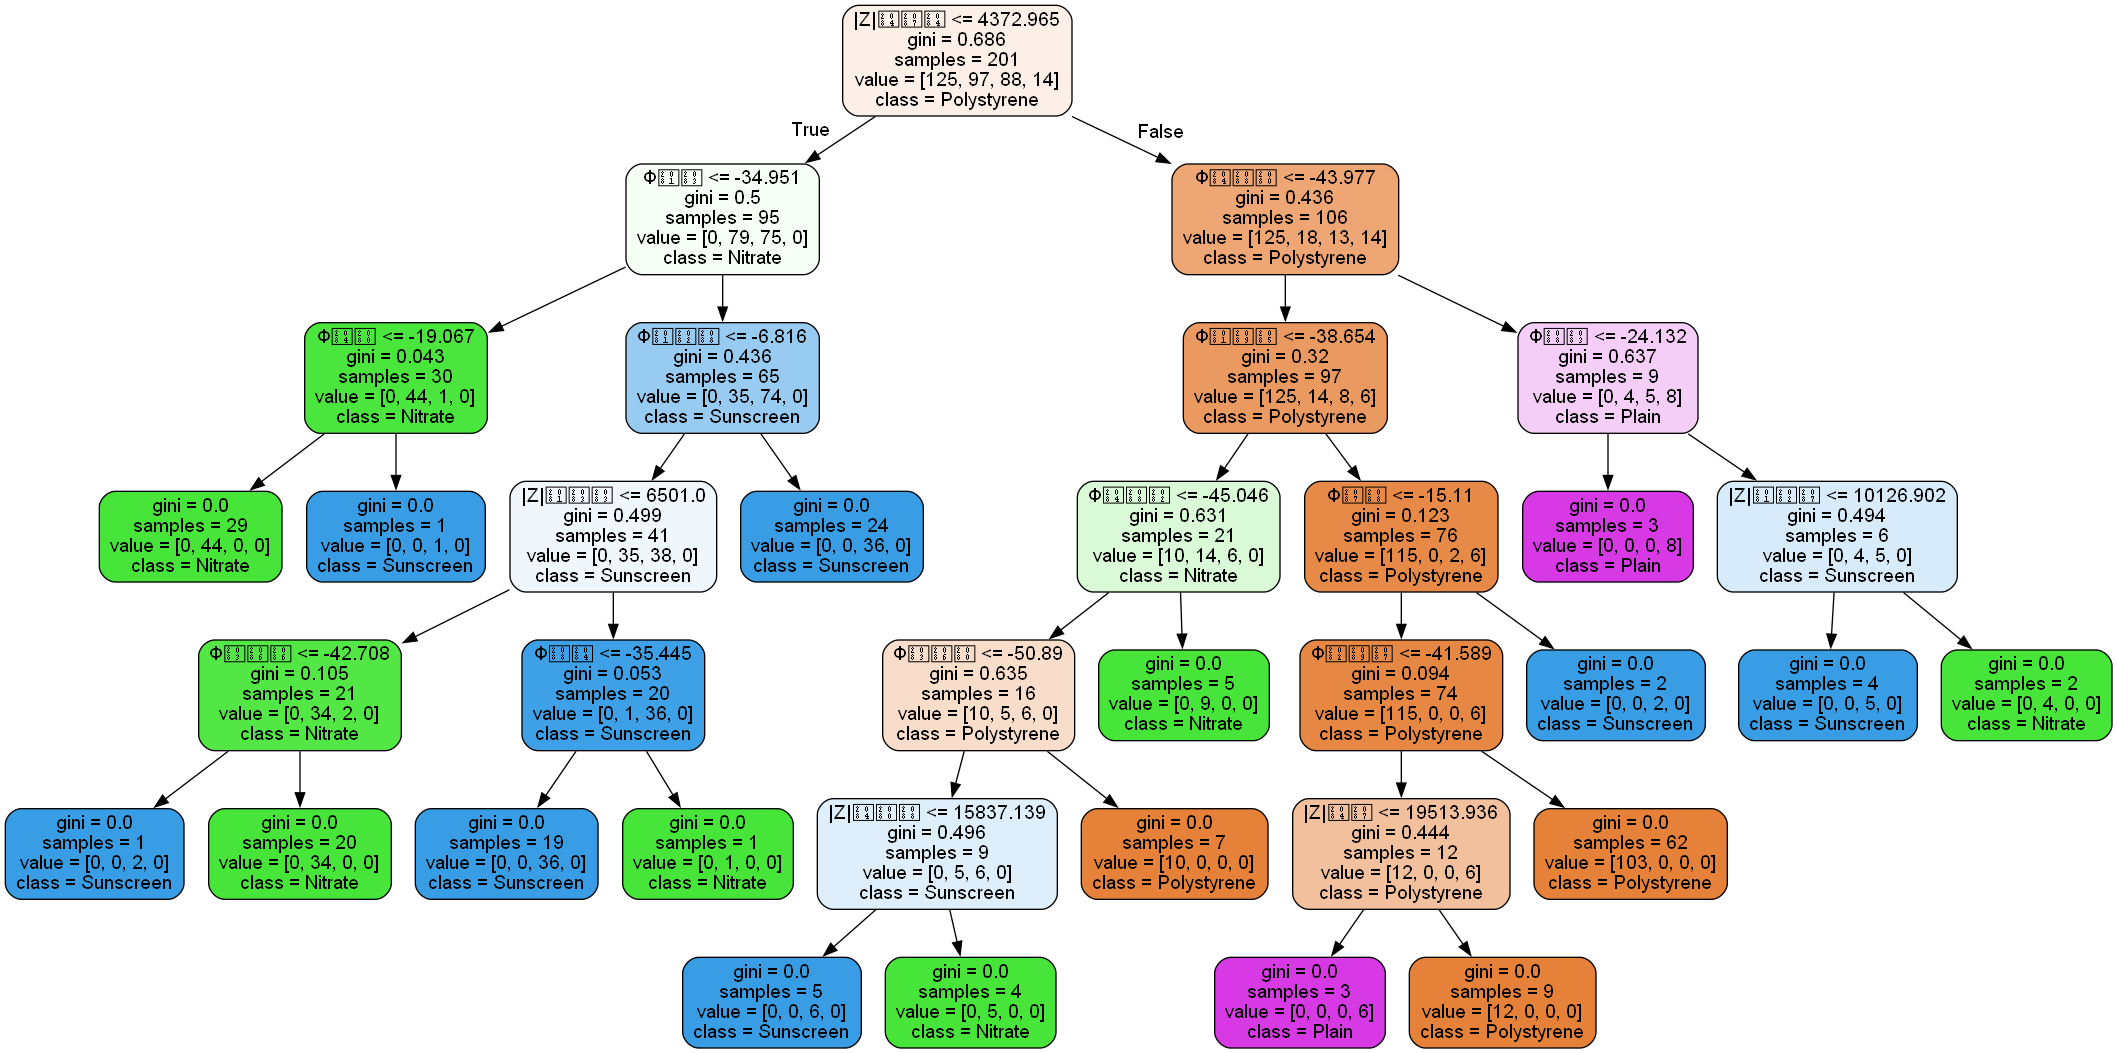 |Z| <= 4372.965
gini = 0.686
samples = 201
value = [125, 97, 88, 14]
class = Polystyrene
True
False
Φ <= -34.951
gini = 0.5
samples = 95
value = [0, 79, 75, 0]
class = Nitrate
Φ <= -43.977
gini = 0.436
samples = 106
value = [125, 18, 13, 14]
class = Polystyrene
Φ <= -19.067
gini = 0.043
samples = 30
value = [0, 44, 1, 0]
class = Nitrate
Φ <= -6.816
gini = 0.436
samples = 65
value = [0, 35, 74, 0]
class = Sunscreen
Φ <= -38.654
gini = 0.32
samples = 97
value = [125, 14, 8, 6]
class = Polystyrene
Φ <= -24.132
gini = 0.637
samples = 9
value = [0, 4, 5, 8]
class = Plain
gini = 0.0
samples = 29
value = [0, 44, 0, 0]
class = Nitrate
gini = 0.0
samples = 1
value = [0, 0, 1, 0]
class = Sunscreen
|Z| <= 6501.0
gini = 0.499
samples = 41
value = [0, 35, 38, 0]
class = Sunscreen
gini = 0.0
samples = 24
value = [0, 0, 36, 0]
class = Sunscreen
Φ <= -45.046
gini = 0.631
samples = 21
value = [10, 14, 6, 0]
class = Nitrate
Φ <= -15.11
gini = 0.123
samples = 76
value = [115, 0, 2, 6]
class = Polystyrene
gini = 0.0
samples = 3
value = [0, 0, 0, 8]
class = Plain
|Z| <= 10126.902
gini = 0.494
samples = 6
value = [0, 4, 5, 0]
class = Sunscreen
Φ <= -42.708
gini = 0.105
samples = 21
value = [0, 34, 2, 0]
class = Nitrate
Φ <= -35.445
gini = 0.053
samples = 20
value = [0, 1, 36, 0]
class = Sunscreen
Φ <= -50.89
gini = 0.635
samples = 16
value = [10, 5, 6, 0]
class = Polystyrene
gini = 0.0
samples = 5
value = [0, 9, 0, 0]
class = Nitrate
Φ <= -41.589
gini = 0.094
samples = 74
value = [115, 0, 0, 6]
class = Polystyrene
gini = 0.0
samples = 2
value = [0, 0, 2, 0]
class = Sunscreen
gini = 0.0
samples = 4
value = [0, 0, 5, 0]
class = Sunscreen
gini = 0.0
samples = 2
value = [0, 4, 0, 0]
class = Nitrate
gini = 0.0
samples = 1
value = [0, 0, 2, 0]
class = Sunscreen
gini = 0.0
samples = 20
value = [0, 34, 0, 0]
class = Nitrate
gini = 0.0
samples = 19
value = [0, 0, 36, 0]
class = Sunscreen
gini = 0.0
samples = 1
value = [0, 1, 0, 0]
class = Nitrate
|Z| <= 15837.139
gini = 0.496
samples = 9
value = [0, 5, 6, 0]
class = Sunscreen
gini = 0.0
samples = 7
value = [10, 0, 0, 0]
class = Polystyrene
|Z| <= 19513.936
gini = 0.444
samples = 12
value = [12, 0, 0, 6]
class = Polystyrene
gini = 0.0
samples = 62
value = [103, 0, 0, 0]
class = Polystyrene
gini = 0.0
samples = 5
value = [0, 0, 6, 0]
class = Sunscreen
gini = 0.0
samples = 4
value = [0, 5, 0, 0]
class = Nitrate
gini = 0.0
samples = 3
value = [0, 0, 0, 6]
class = Plain
gini = 0.0
samples = 9
value = [12, 0, 0, 0]
class = Polystyrene